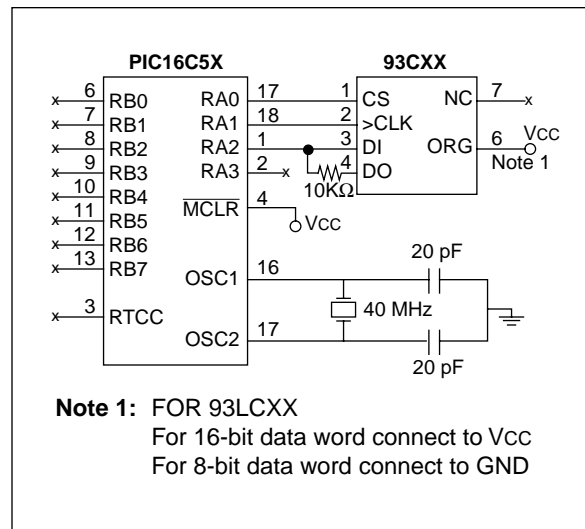 PIC16C5X
93CXX
6 RB0 RA0 17 1 CS NC 7 x
x 7 RB1 RA1 18 2 >CLK
x 8 RB2 RA2 1 3 DI ORG 6 VCC
x 9 RB3 RA3 2 x 4 DO Note 1
x 10 RB4 10KΩ
x 11 RB5 MCLR 4 VCC
x 12 RB6
x 13 RB7
OSC1 16 20 pF
x 3 RTCC 40 MHz
OSC2 17
20 pF
Note 1: FOR 93LCXX
For 16-bit data word connect to VCC
For 8-bit data word connect to GND